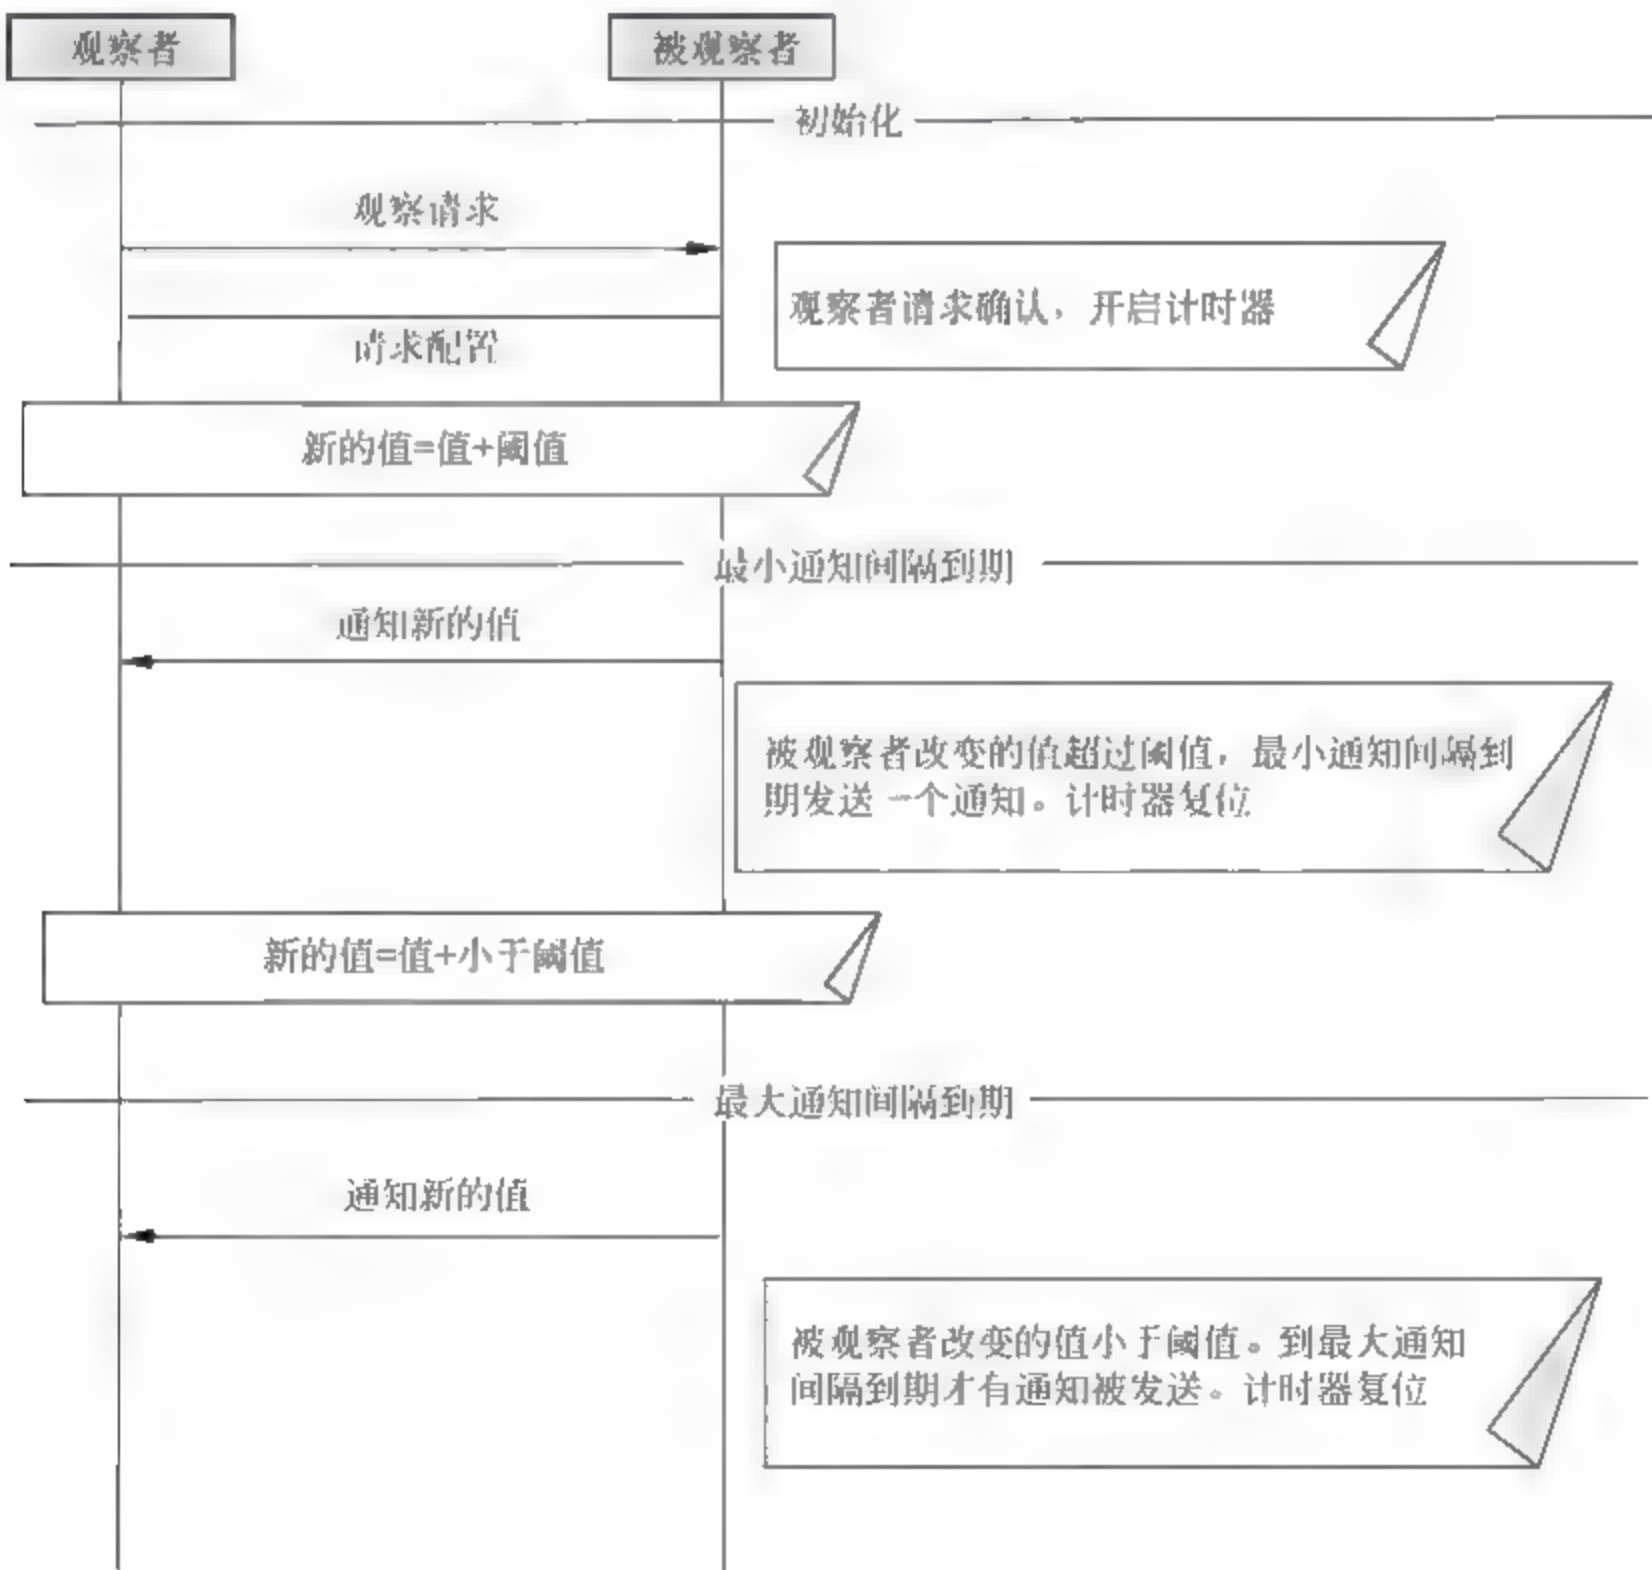 观察者
被观察者
初始化
观察请求
观察者请求确认，开启计时器
请求配置
新的值=值+阈值
最小通知间隔到期
通知新的值
被观察者改变的值超过阈值，最小通知间隔到
期发送一个通知。计时器复位
新的值=值+小于阈值
最大通知间隔到期
通知新的值
被观察者改变的值小于阈值。到最大通知
间隔到期才有通知被发送。计时器复位